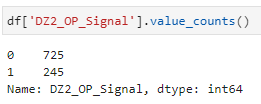 df['DZ2_OP_Signal'].value_counts()
0    725
1    245
Name: DZ2_OP_Signal, dtype: int64